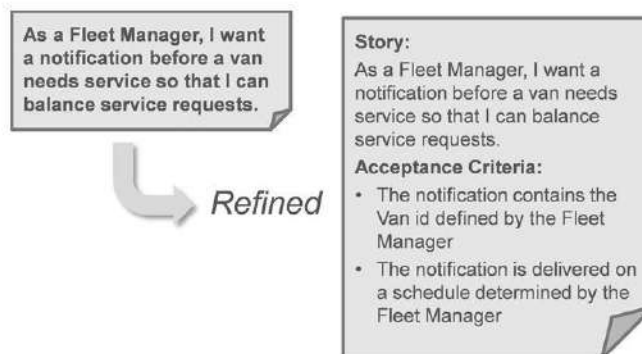 As a Fleet Manager, I want
a notification before a van
needs service so that I can
balance service requests.
Refined
Story:
As a Fleet Manager, I want a
notification before a van needs
service so that I can balance
service requests.
Acceptance Criteria:
• The notification contains the
Van id defined by the Fleet
Manager
• The notification is delivered on
a schedule determined by the
Fleet Manager